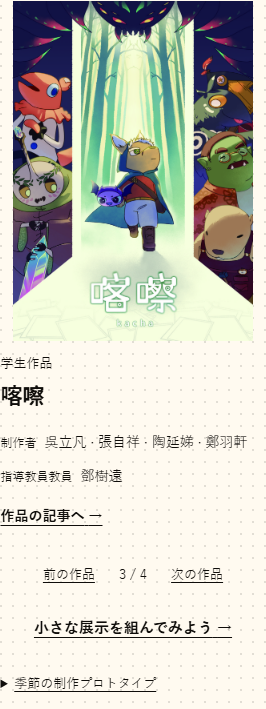 喀嚓
kacha
学生作品
喀嚓
制作者 吳立凡 · 張自祥 · 陶延娣 · 鄭羽軒
指導教員教員 鄧樹遠
作品の記事へ →
前の作品 3 / 4 次の作品
小さな展示を組んでみよう →
▶ 季節の制作プロトタイプ